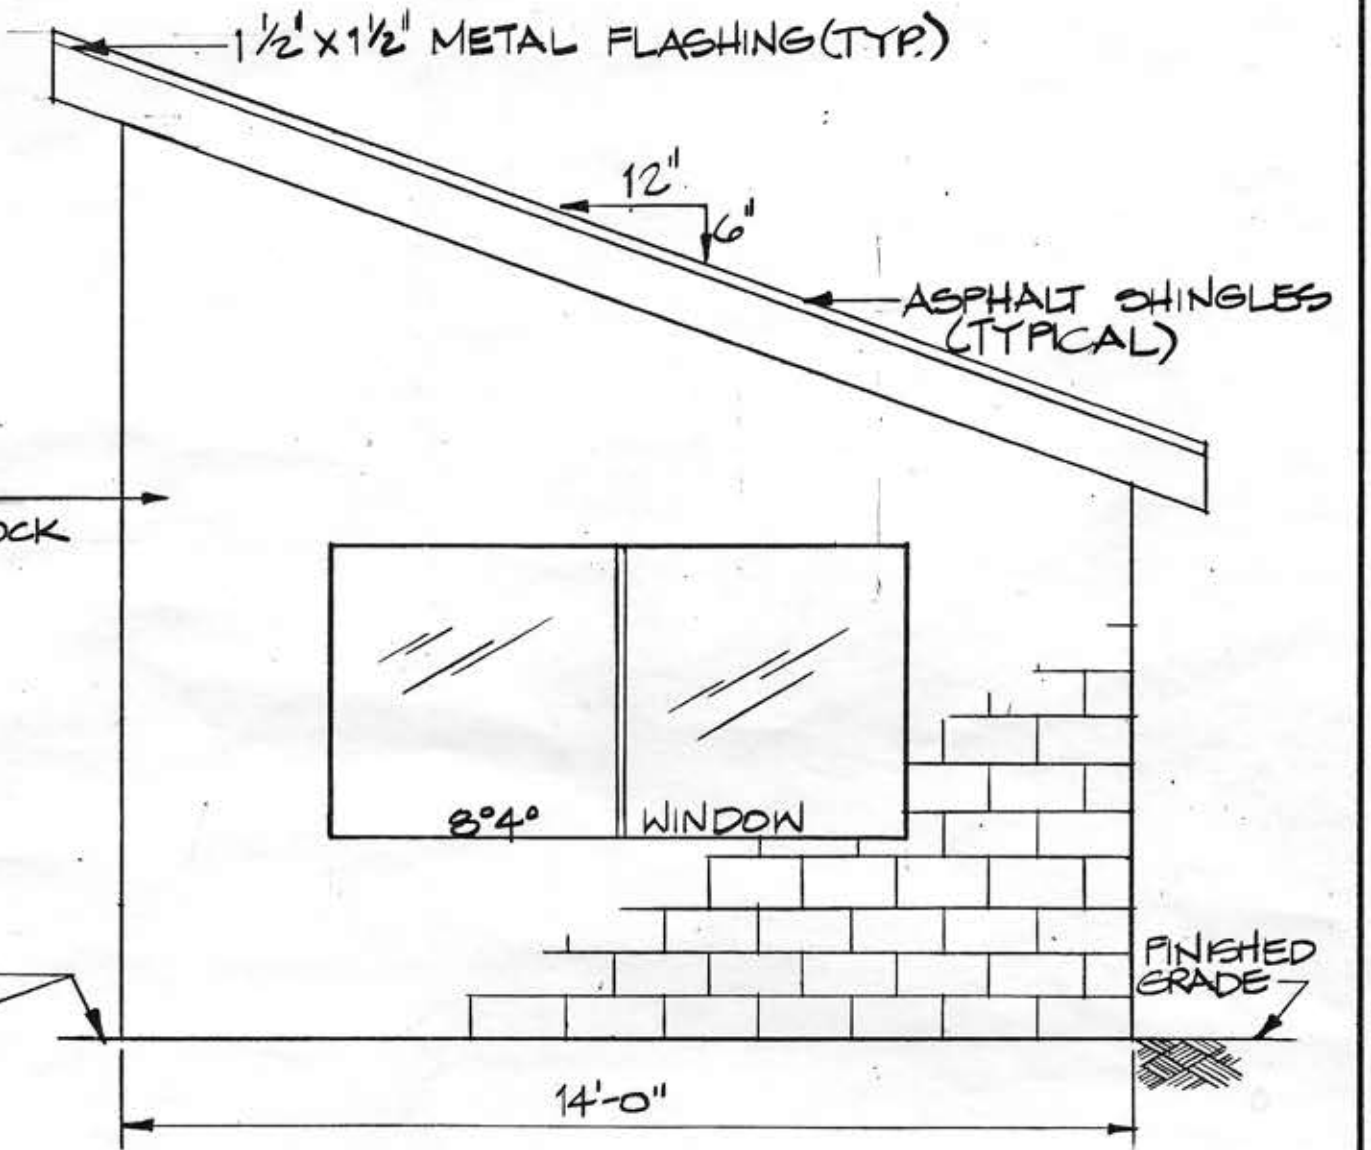 1½" X 1½" METAL FLASHING (TYP.)
12"
6"
ASPHALT SHINGLES
(TYPICAL)
OCK
8°4° WINDOW
FINISHED
GRADE
14'-0"